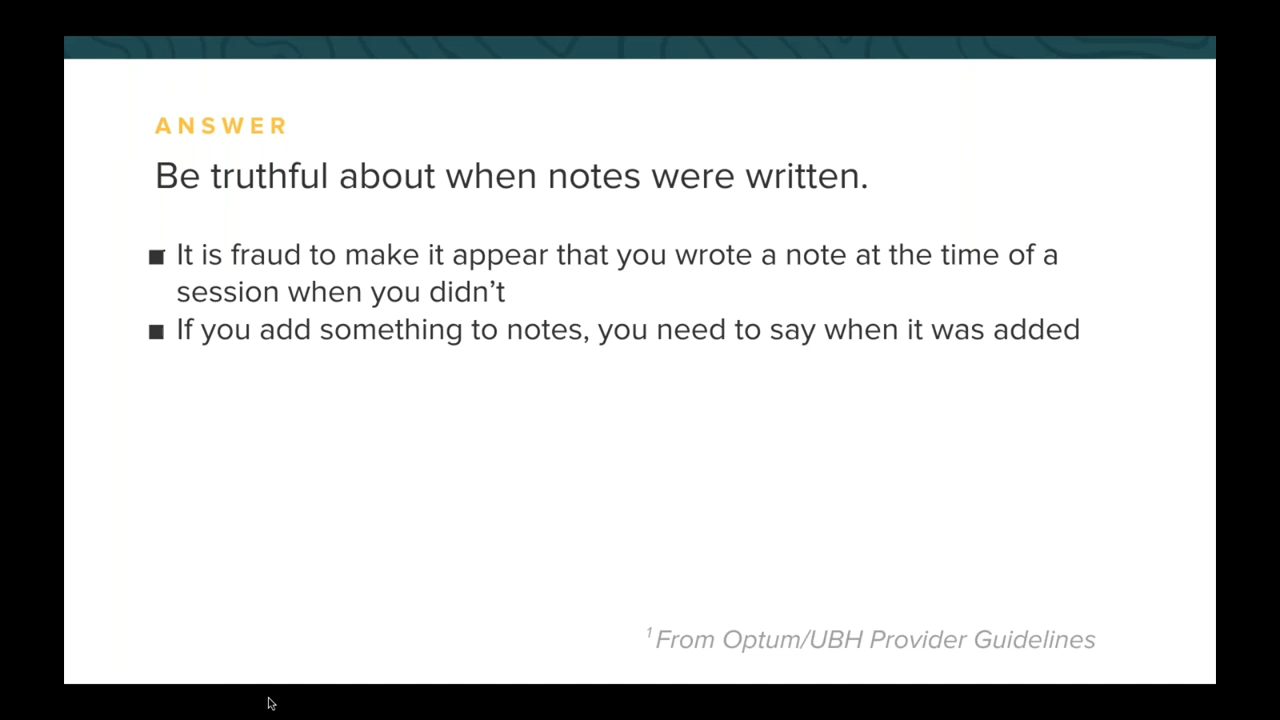 ANSWER
Be truthful about when notes were written.
■ It is fraud to make it appear that you wrote a note at the time of a
session when you didn’t
■ If you add something to notes, you need to say when it was added
¹ From Optum/UBH Provider Guidelines